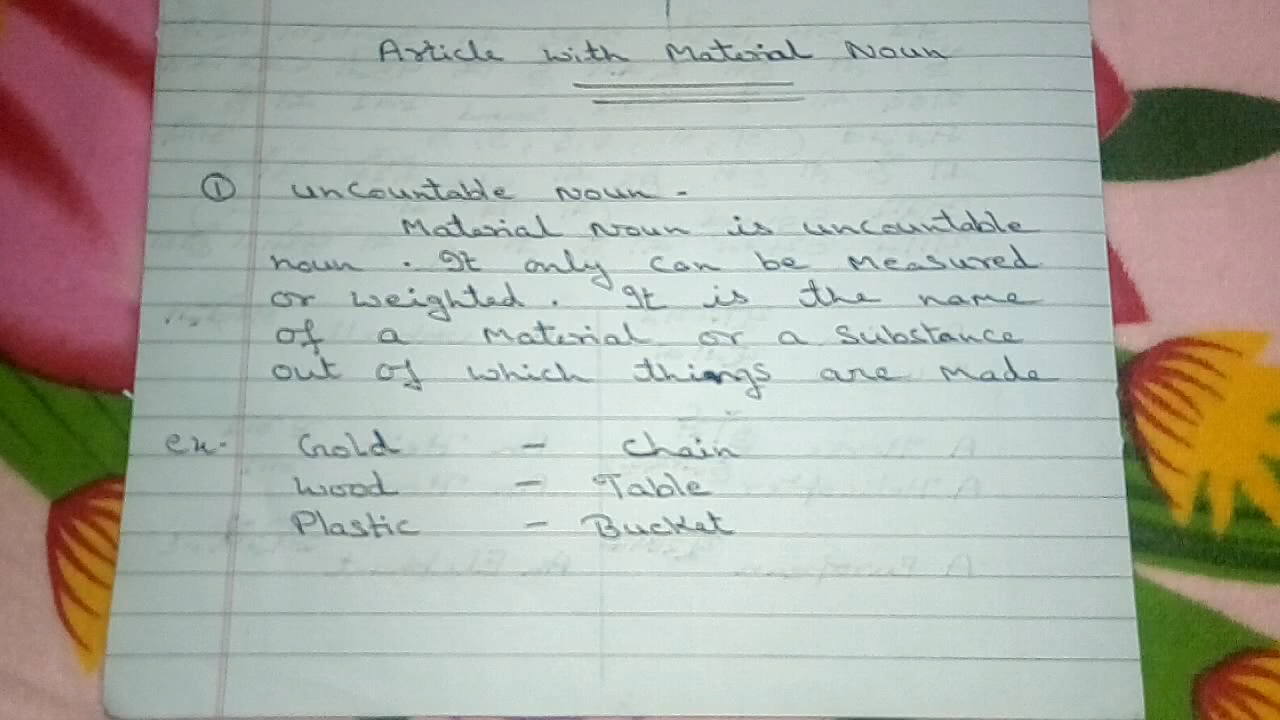 Article with Material Noun
① uncountable Noun -
Material Noun is uncountable
noun . It only can be Measured
or weighted . It is the name
of a Material or a Substance
out of which things are made
ex. Gold - Chain
Wood - Table
Plastic - Bucket